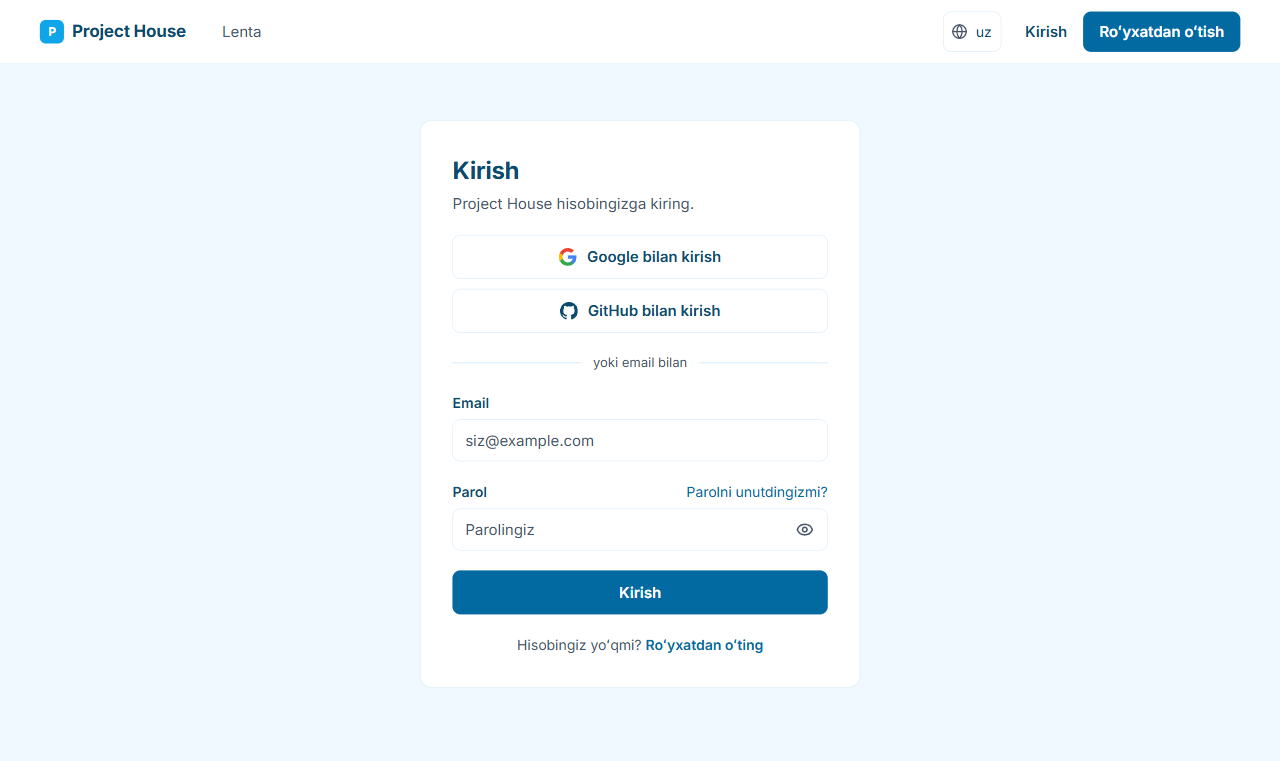 P Project House Lenta uz Kirish Roʻyxatdan oʻtish
Kirish
Project House hisobingizga kiring.
Google bilan kirish
GitHub bilan kirish
yoki email bilan
Email
siz@example.com
Parol Parolni unutdingizmi?
Parolingiz
Kirish
Hisobingiz yoʻqmi? Roʻyxatdan oʻting